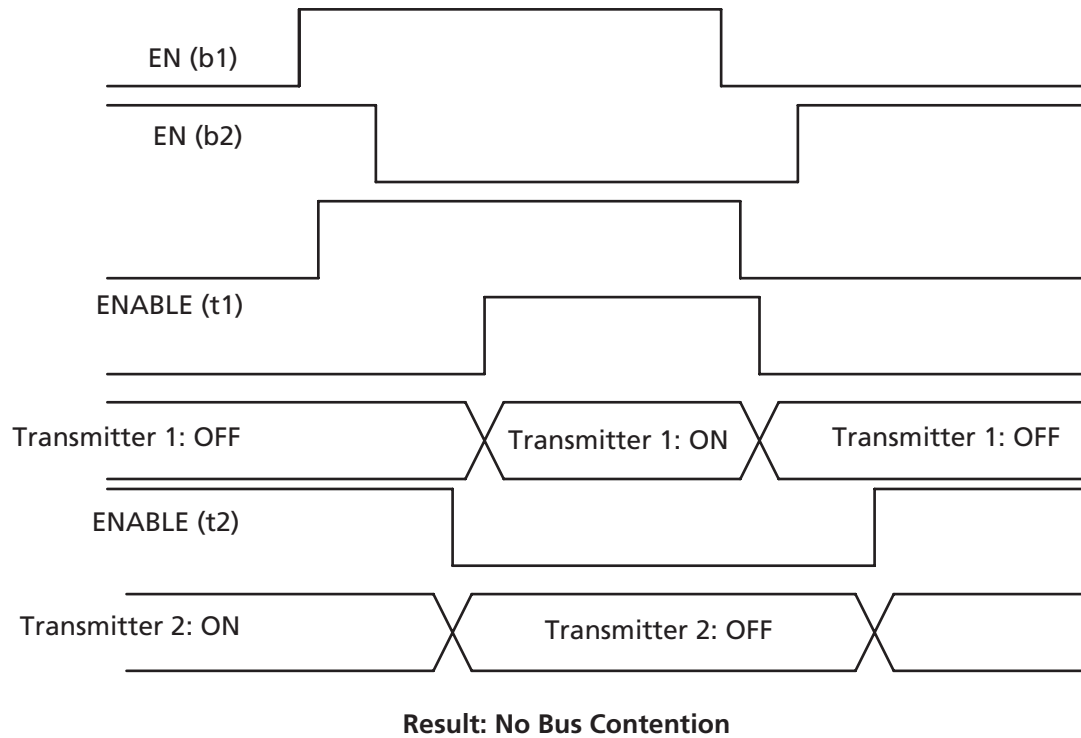 EN (b1)
EN (b2)
ENABLE (t1)
Transmitter 1: OFF
Transmitter 1: ON
Transmitter 1: OFF
ENABLE (t2)
Transmitter 2: ON
Transmitter 2: OFF
Result: No Bus Contention